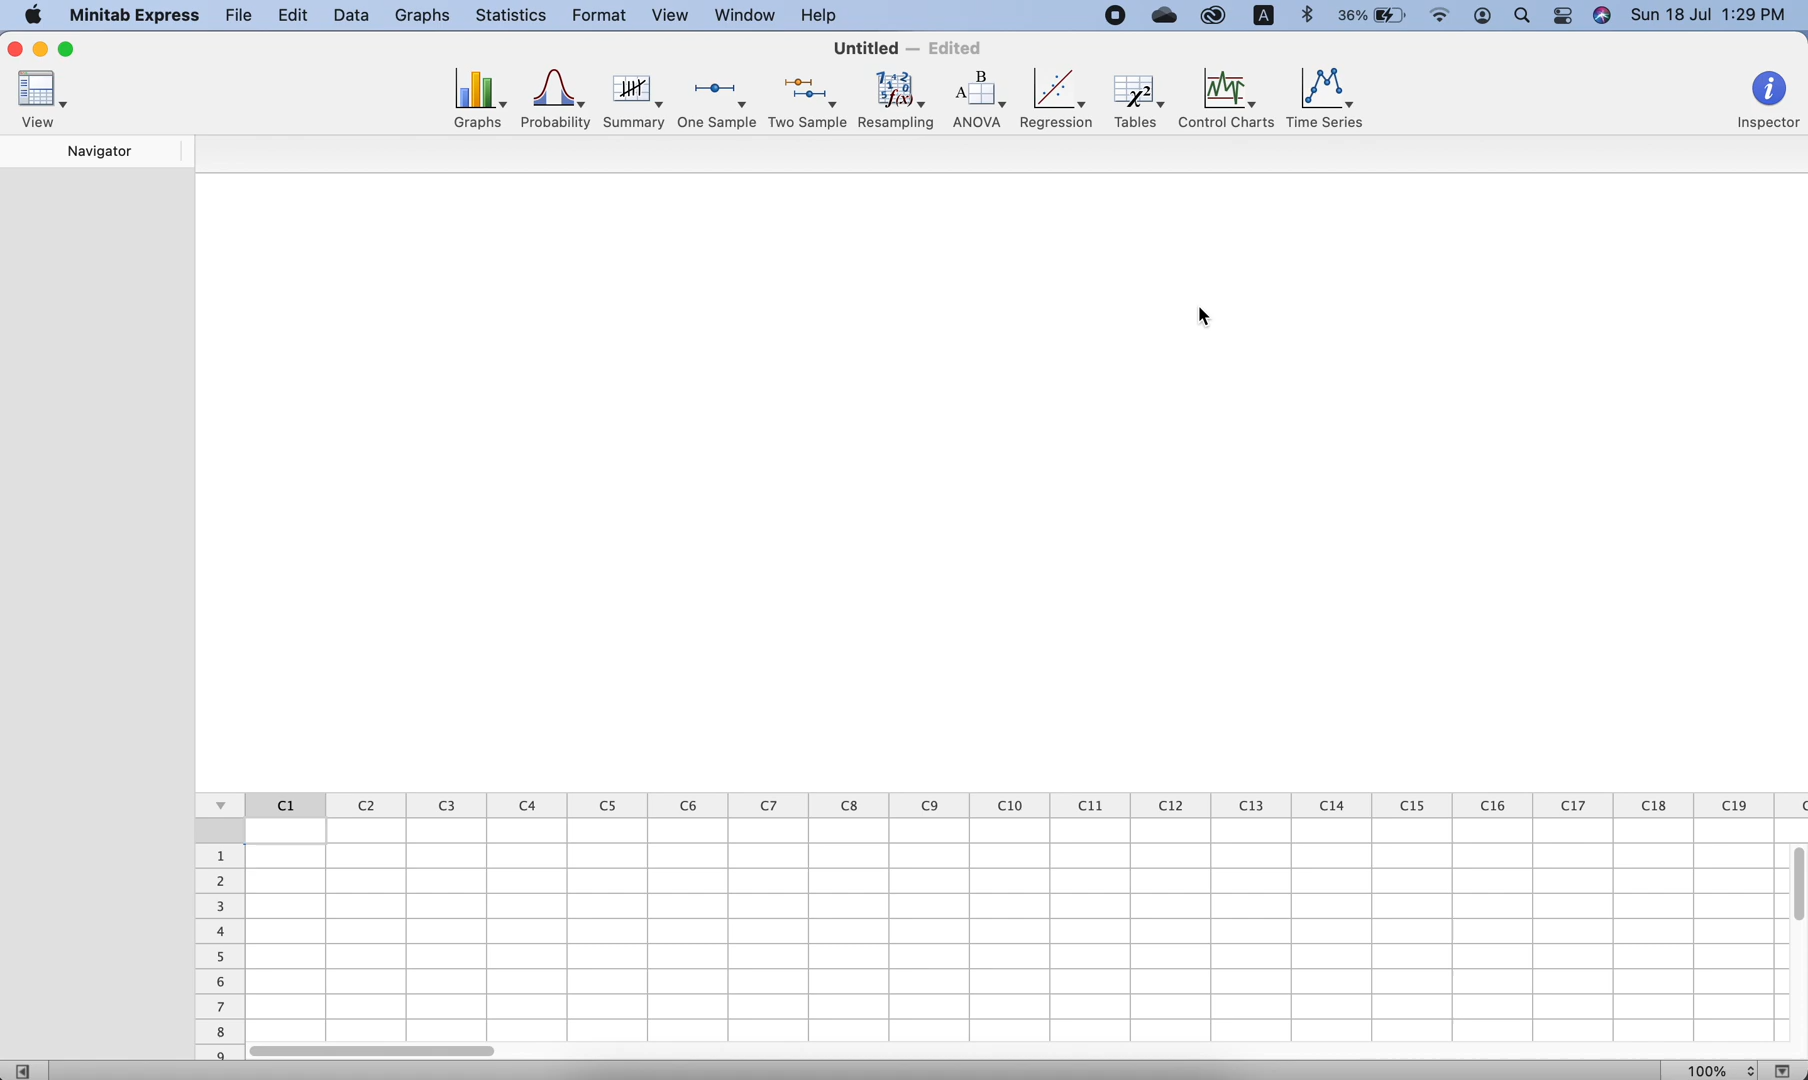 Minitab Express File Edit Data Graphs Statistics Format View Window Help A 36% Sun 18 Jul 1:29 PM
Untitled — Edited
View Graphs Probability Summary One Sample Two Sample Resampling ANOVA Regression Tables Control Charts Time Series Inspector
Navigator
C1 C2 C3 C4 C5 C6 C7 C8 C9 C10 C11 C12 C13 C14 C15 C16 C17 C18 C19
1
2
3
4
5
6
7
8
9
100%